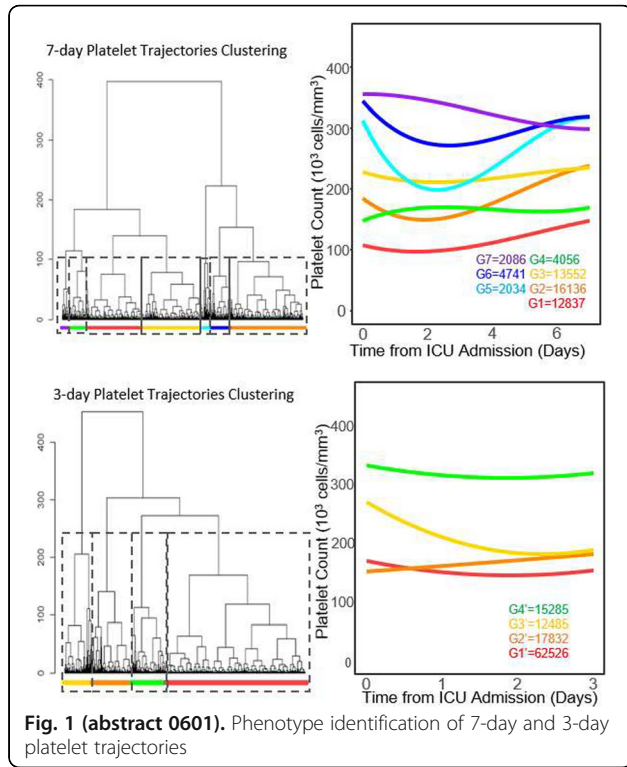 7-day Platelet Trajectories Clustering
400
300
200
100
0
Platelet Count (10³ cells/mm³)
400
300
200
100
0
G7=2086 G4=4056
G6=4741 G3=13552
G5=2034 G2=16136
G1=12837
0 2 4 6
Time from ICU Admission (Days)
3-day Platelet Trajectories Clustering
400
300
200
100
0
Platelet Count (10³ cells/mm³)
400
300
200
100
0
G4'=15285
G3'=12485
G2'=17832
G1'=62526
0 1 2 3
Time from ICU Admission (Days)
Fig. 1 (abstract 0601). Phenotype identification of 7-day and 3-day
platelet trajectories